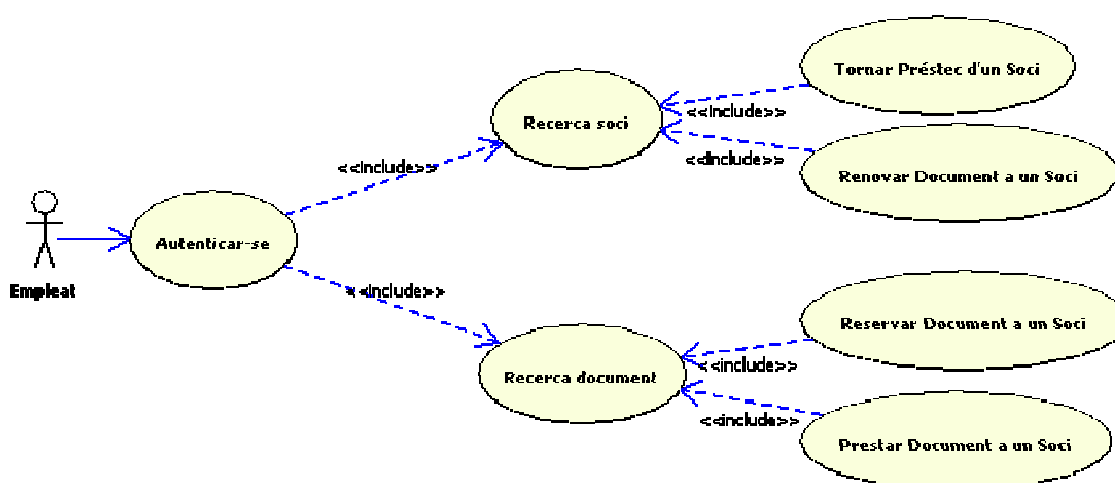 Tornar Préstec d'un Soci
<<include>>
Recerca soci
<<include>>
<<include>>
Renovar Document a un Soci
Autenticar-se
Empleat
<<include>>
Reservar Document a un Soci
<<include>>
Recerca document
<<include>>
Prestar Document a un Soci